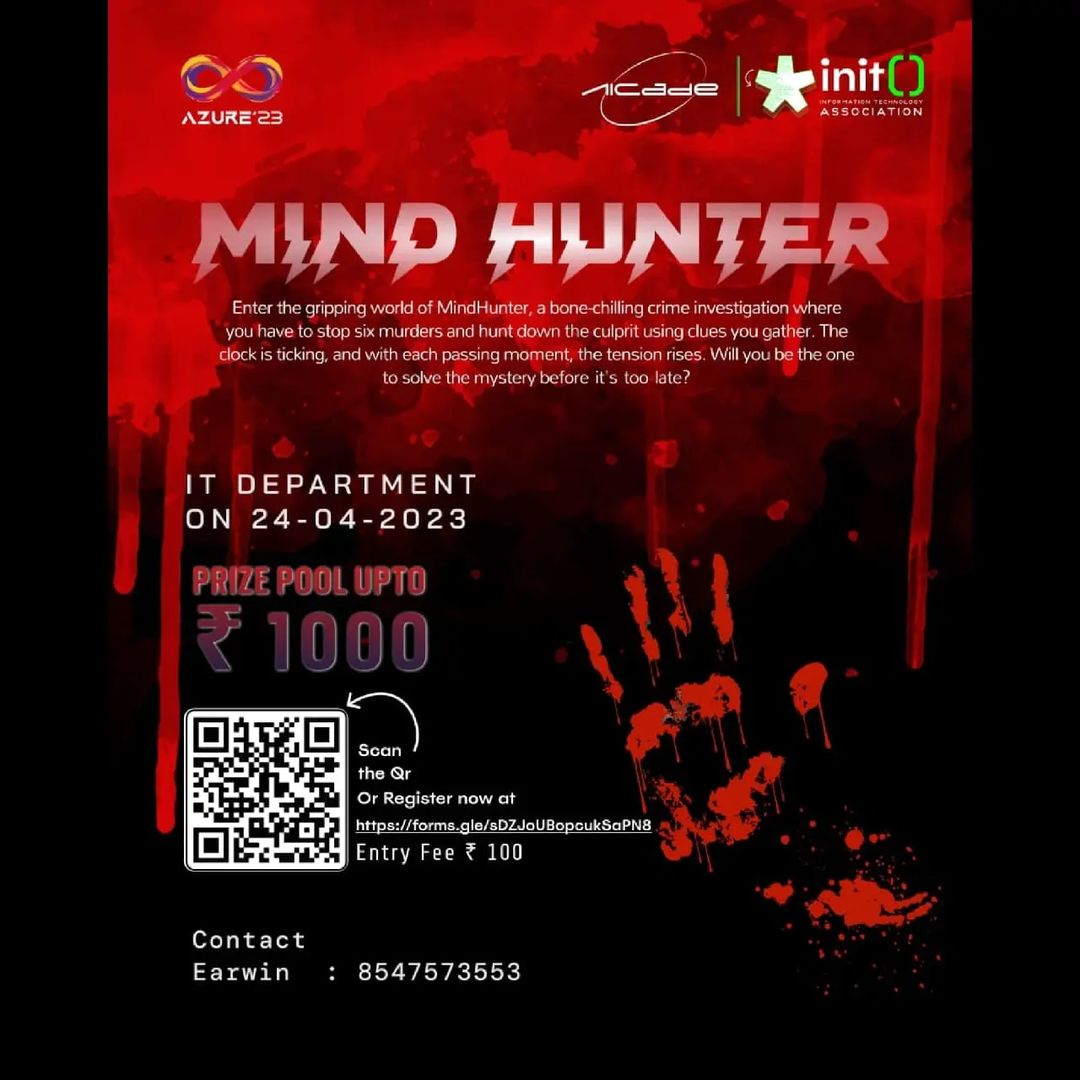 AZURE'23
init()
INFORMATION TECHNOLOGY
ASSOCIATION
MIND HUNTER
Enter the gripping world of MindHunter, a bone-chilling crime investigation where
you have to stop six murders and hunt down the culprit using clues you gather. The
clock is ticking, and with each passing moment, the tension rises. Will you be the one
to solve the mystery before it's too late?
IT DEPARTMENT
ON 24-04-2023
PRIZE POOL UPTO
₹ 1000
Scan
the Qr
Or Register now at
https://forms.gle/sDZJoUBopcukSaPN8
Entry Fee ₹ 100
Contact
Earwin : 8547573553